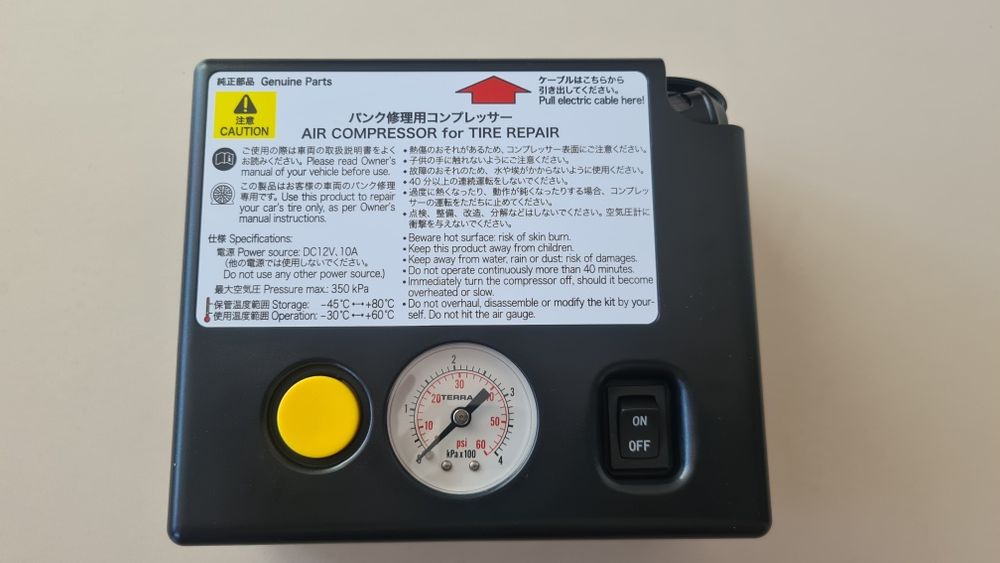 純正部品 Genuine Parts
ケーブルはこちらから
引き出してください。
Pull electric cable here!
注意
CAUTION
パンク修理用コンプレッサー
AIR COMPRESSOR for TIRE REPAIR
ご使用の際は車両の取扱説明書をよく
お読みください。Please read Owner's
manual of your vehicle before use.
この製品はお客様の車両のパンク修理
専用です。Use this product to repair
your car's tire only, as per Owner's
manual instructions.
仕様 Specifications:
電源 Power source: DC12V, 10A
(他の電源では使用しないでください。
Do not use any other power source.)
最大空気圧 Pressure max.: 350 kPa
保管温度範囲 Storage: −45℃↔+80℃
使用温度範囲 Operation: −30℃↔+60℃
• 熱傷のおそれがあるため、コンプレッサー表面にご注意ください。
• 子供の手に触れないようにご注意ください。
• 故障のおそれのため、水や埃がかからないように使用ください。
• 40分以上の連続運転をしないでください。
• 過度に熱くなったり、動作が鈍くなったりする場合、コンプレッ
サーの運転をただちに止めてください。
• 点検、整備、改造、分解などはしないでください。空気圧計に
衝撃を与えないでください。
• Beware hot surface: risk of skin burn.
• Keep this product away from children.
• Keep away from water, rain or dust: risk of damages.
• Do not operate continuously more than 40 minutes.
• Immediately turn the compressor off, should it become
overheated or slow.
• Do not overhaul, disassemble or modify the kit by your-
self. Do not hit the air gauge.
2
30
1
20
TERRA
3
10
50
psi
60
kPa x 100
4
ON
OFF